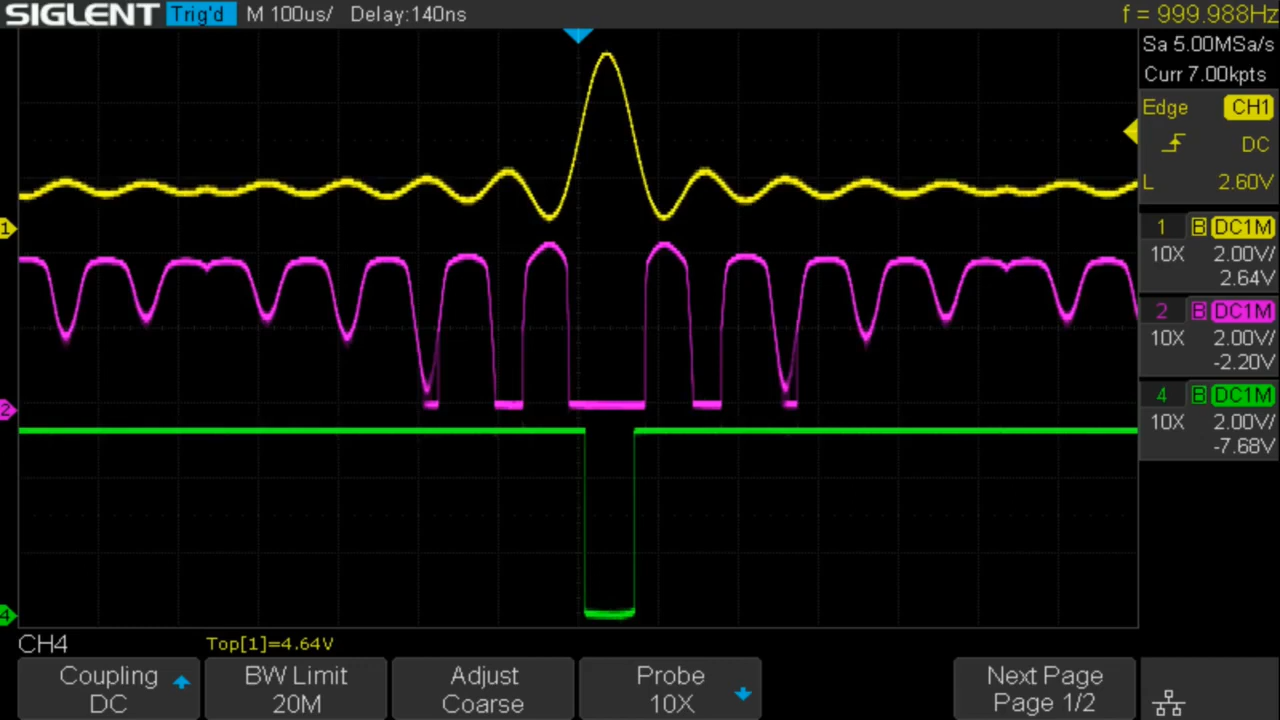 SIGLENT Trig'd M 100us/ Delay:140ns f = 999.988Hz
Sa 5.00MSa/s
Curr 7.00kpts
Edge CH1
DC
L 2.60V
1 B DC1M
10X 2.00V/
2.64V
2 B DC1M
10X 2.00V/
-2.20V
4 B DC1M
10X 2.00V/
-7.68V
1
2
4
CH4 Top[1]=4.64V
Coupling
DC
BW Limit
20M
Adjust
Coarse
Probe
10X
Next Page
Page 1/2